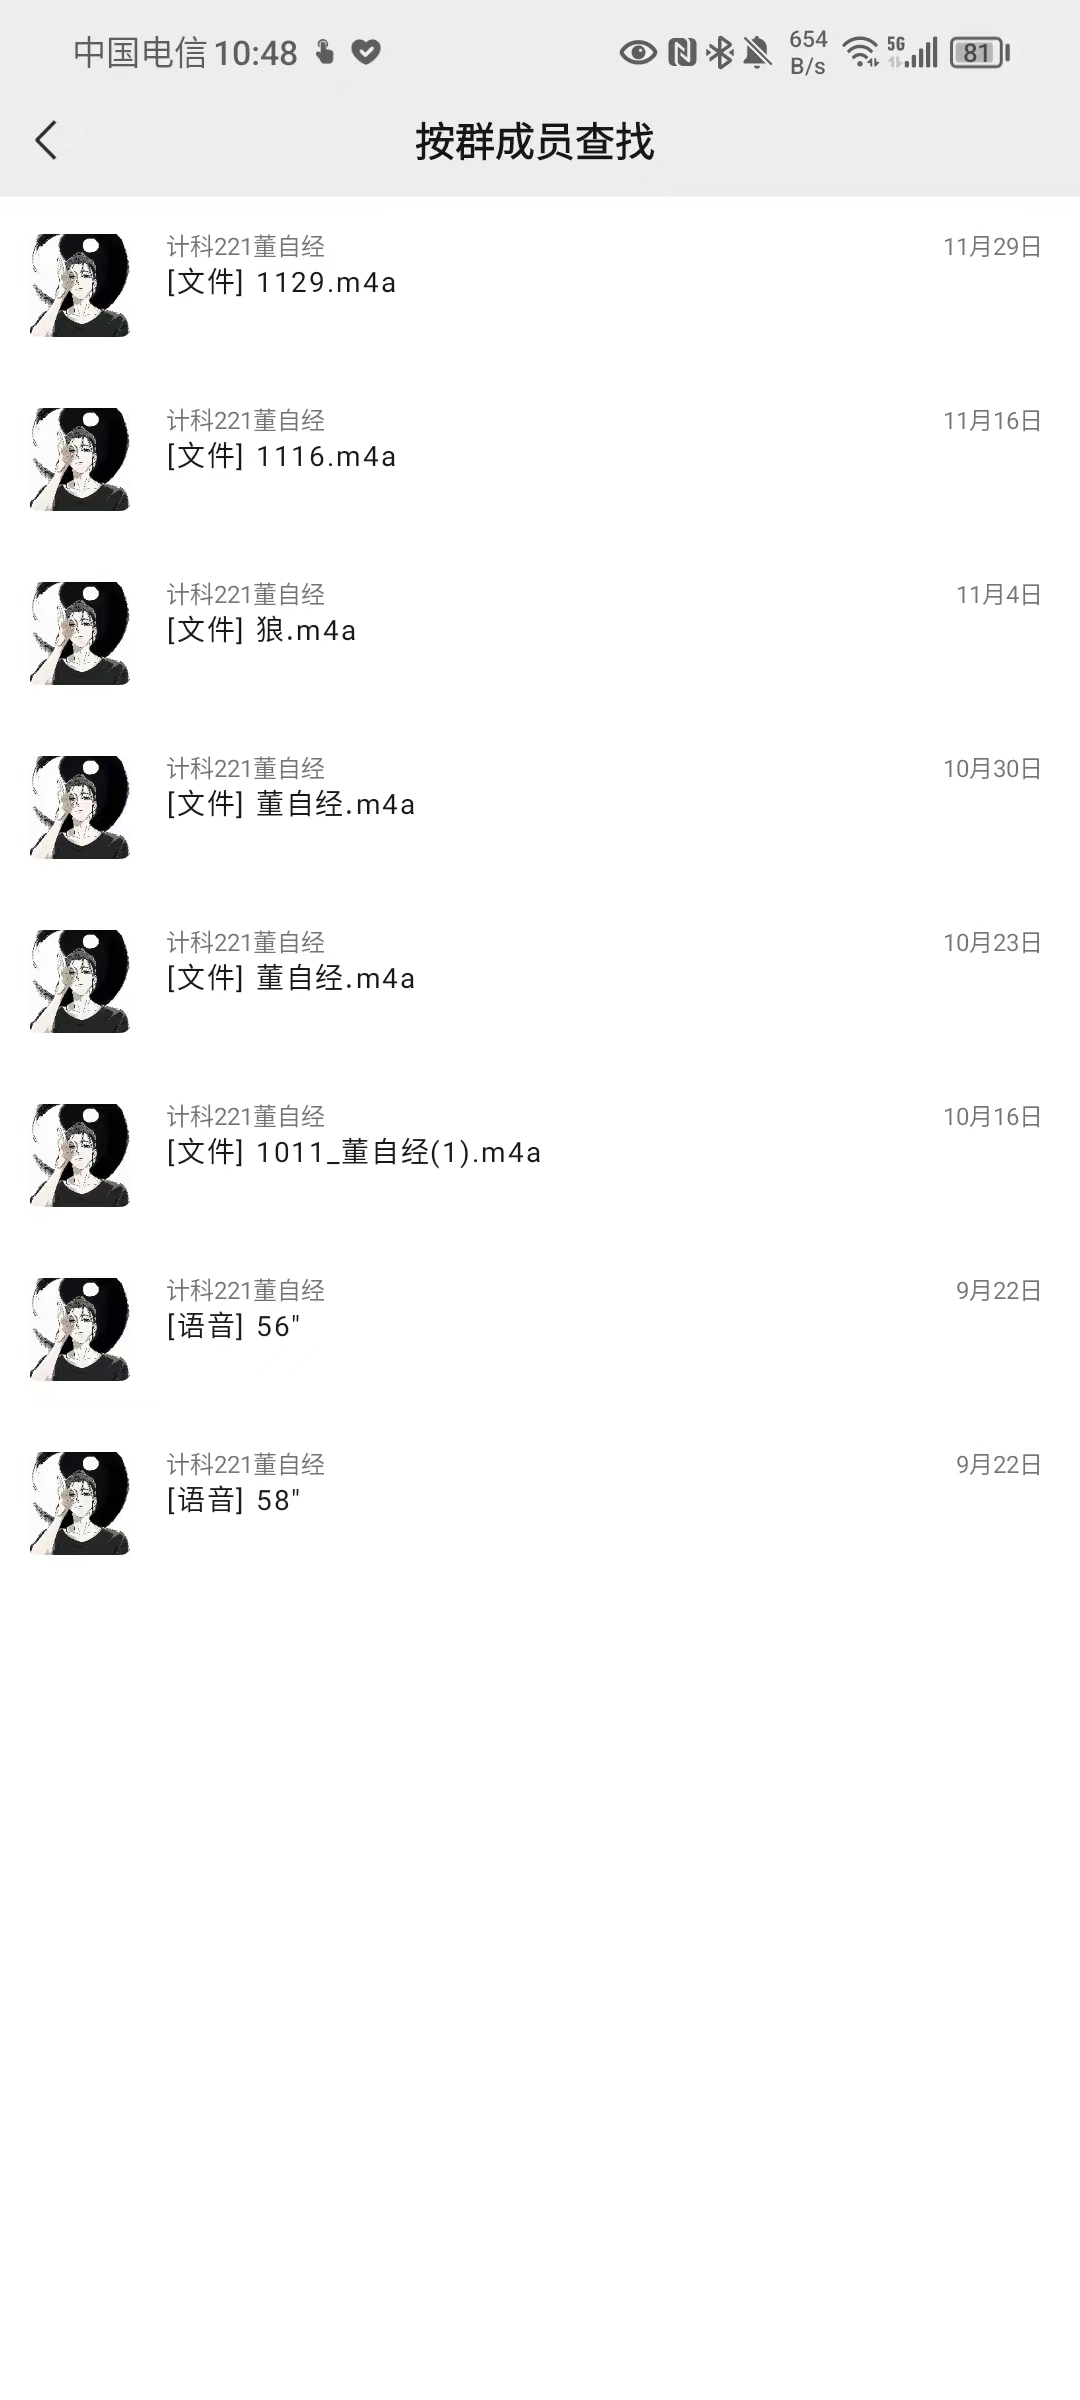 中国电信 10:48 654 B/s 5G 81
按群成员查找
计科221董自经 11月29日
[文件] 1129.m4a
计科221董自经 11月16日
[文件] 1116.m4a
计科221董自经 11月4日
[文件] 狼.m4a
计科221董自经 10月30日
[文件] 董自经.m4a
计科221董自经 10月23日
[文件] 董自经.m4a
计科221董自经 10月16日
[文件] 1011_董自经(1).m4a
计科221董自经 9月22日
[语音] 56"
计科221董自经 9月22日
[语音] 58"